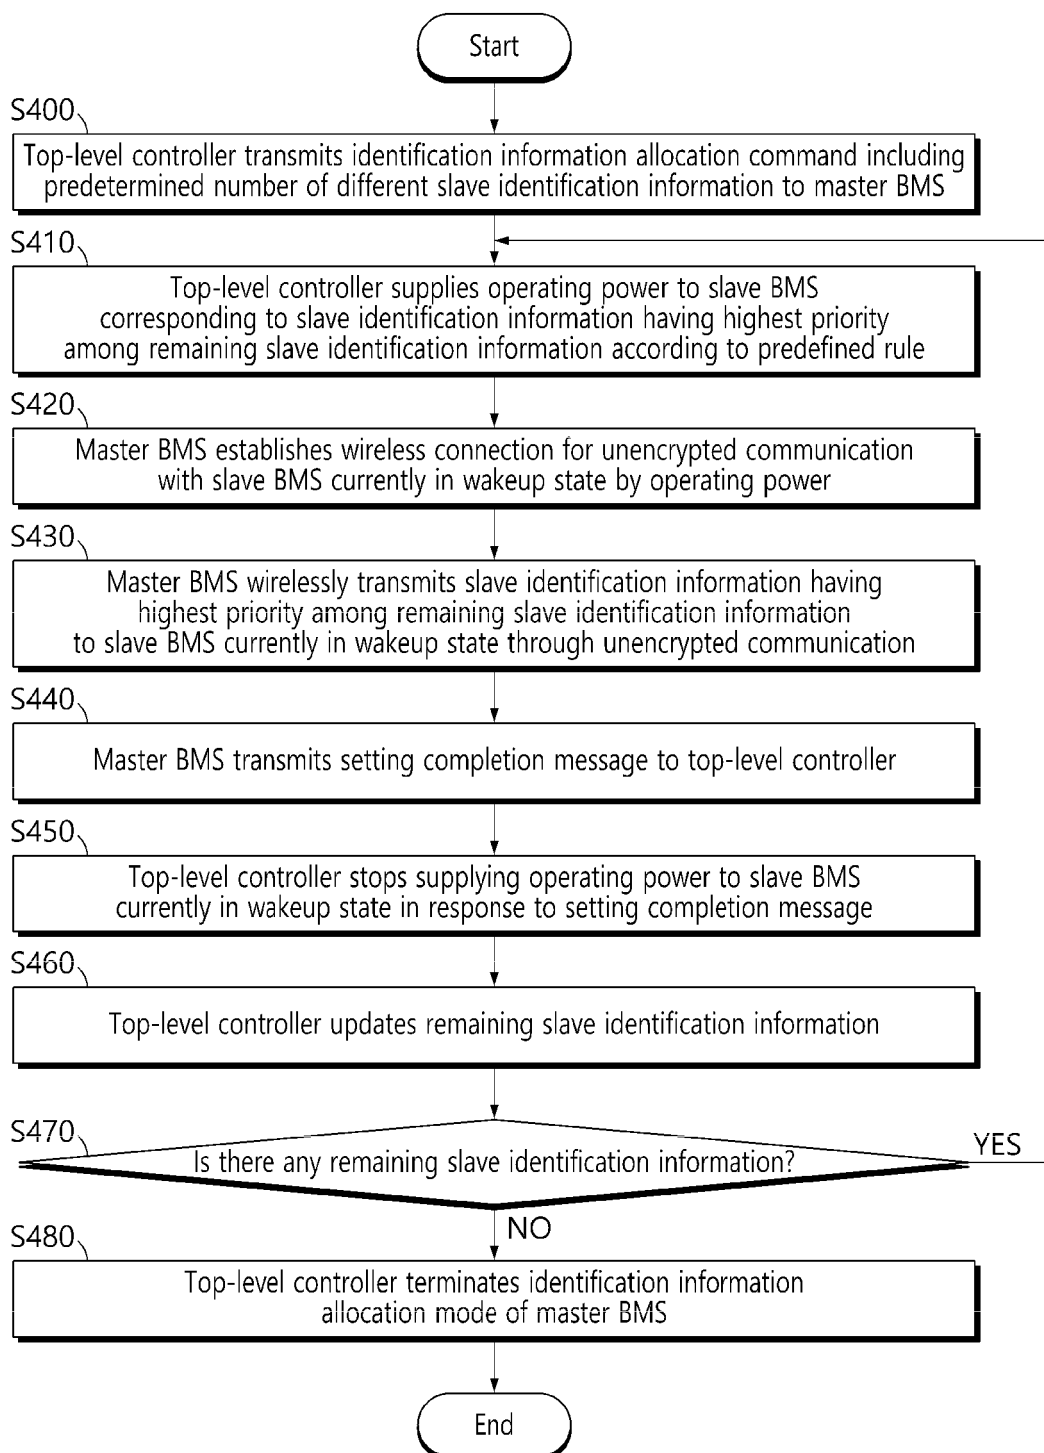 Start
S400
Top-level controller transmits identification information allocation command including
predetermined number of different slave identification information to master BMS
S410
Top-level controller supplies operating power to slave BMS
corresponding to slave identification information having highest priority
among remaining slave identification information according to predefined rule
S420
Master BMS establishes wireless connection for unencrypted communication
with slave BMS currently in wakeup state by operating power
S430
Master BMS wirelessly transmits slave identification information having
highest priority among remaining slave identification information
to slave BMS currently in wakeup state through unencrypted communication
S440
Master BMS transmits setting completion message to top-level controller
S450
Top-level controller stops supplying operating power to slave BMS
currently in wakeup state in response to setting completion message
S460
Top-level controller updates remaining slave identification information
S470
Is there any remaining slave identification information?
YES
NO
S480
Top-level controller terminates identification information
allocation mode of master BMS
End